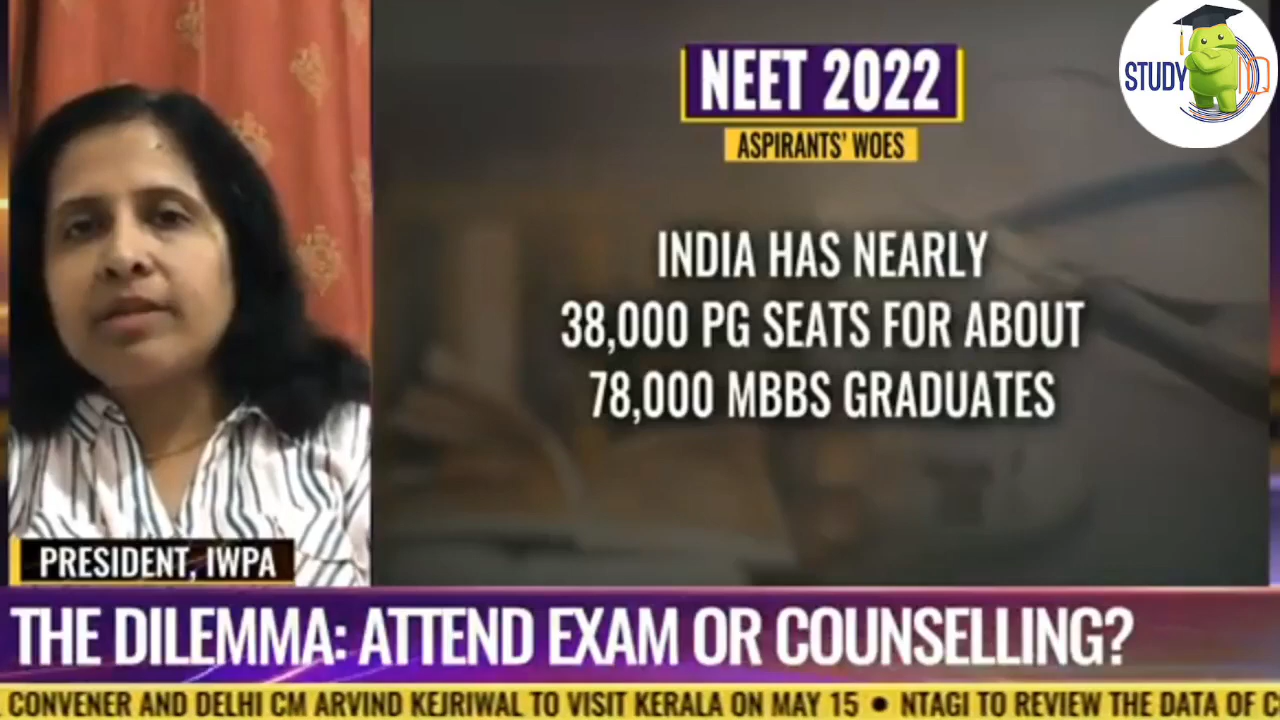 NEET 2022
ASPIRANTS' WOES
STUDY IQ
INDIA HAS NEARLY
38,000 PG SEATS FOR ABOUT
78,000 MBBS GRADUATES
PRESIDENT, IWPA
THE DILEMMA: ATTEND EXAM OR COUNSELLING?
CONVENER AND DELHI CM ARVIND KEJRIWAL TO VISIT KERALA ON MAY 15 ● NTAGI TO REVIEW THE DATA OF C